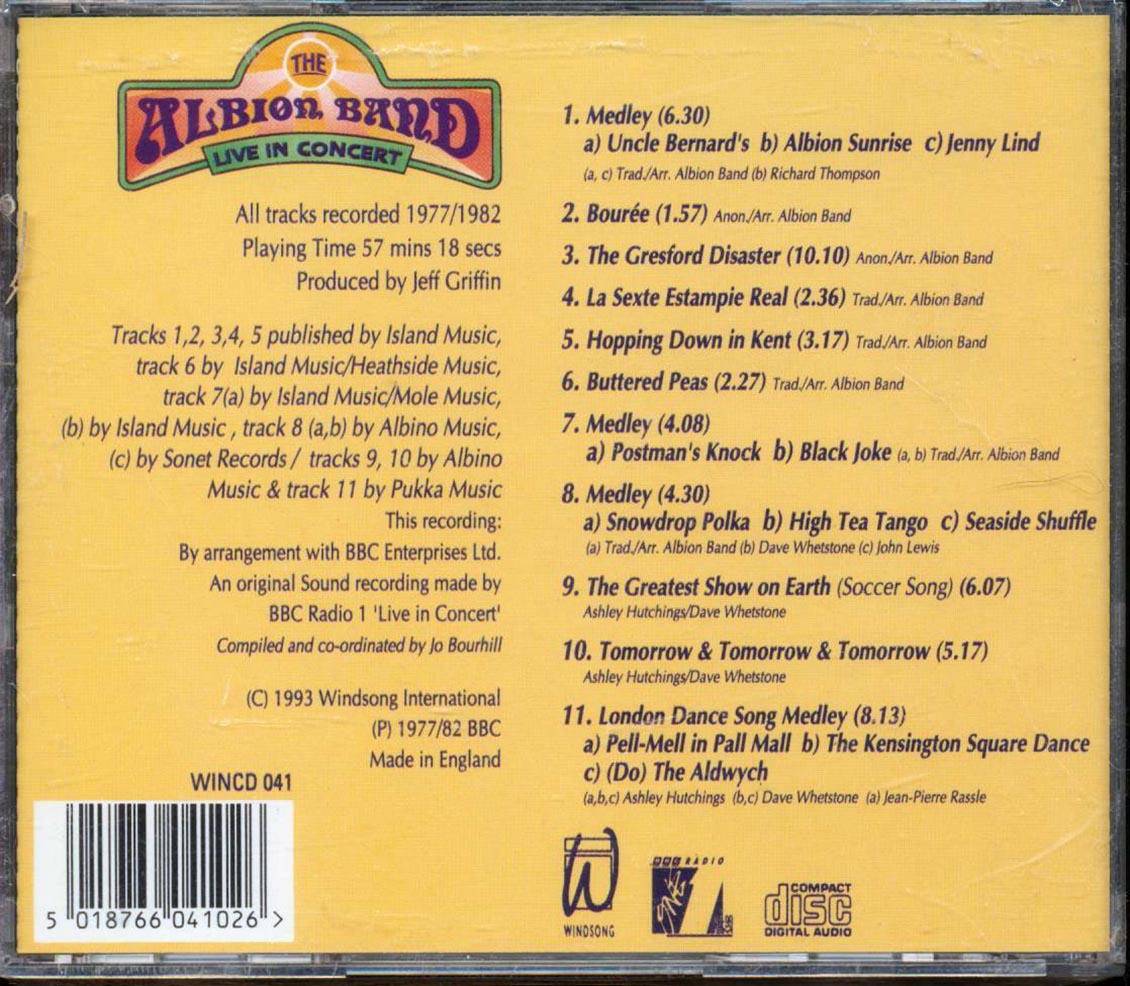 THE
ALBION BAND
LIVE IN CONCERT
All tracks recorded 1977/1982
Playing Time 57 mins 18 secs
Produced by Jeff Griffin
Tracks 1,2, 3,4, 5 published by Island Music,
track 6 by Island Music/Heathside Music,
track 7(a) by Island Music/Mole Music,
(b) by Island Music , track 8 (a,b) by Albino Music,
(c) by Sonet Records / tracks 9, 10 by Albino
Music & track 11 by Pukka Music
This recording:
By arrangement with BBC Enterprises Ltd.
An original Sound recording made by
BBC Radio 1 'Live in Concert'
Compiled and co-ordinated by Jo Bourhill
(C) 1993 Windsong International
(P) 1977/82 BBC
Made in England
WINCD 041
5 018766 041026 >
1. Medley (6.30)
a) Uncle Bernard's b) Albion Sunrise c) Jenny Lind
(a, c) Trad./Arr. Albion Band (b) Richard Thompson
2. Bourée (1.57) Anon./Arr. Albion Band
3. The Gresford Disaster (10.10) Anon./Arr. Albion Band
4. La Sexte Estampie Real (2.36) Trad./Arr. Albion Band
5. Hopping Down in Kent (3.17) Trad./Arr. Albion Band
6. Buttered Peas (2.27) Trad./Arr. Albion Band
7. Medley (4.08)
a) Postman's Knock b) Black Joke (a, b) Trad./Arr. Albion Band
8. Medley (4.30)
a) Snowdrop Polka b) High Tea Tango c) Seaside Shuffle
(a) Trad./Arr. Albion Band (b) Dave Whetstone (c) John Lewis
9. The Greatest Show on Earth (Soccer Song) (6.07)
Ashley Hutchings/Dave Whetstone
10. Tomorrow & Tomorrow & Tomorrow (5.17)
Ashley Hutchings/Dave Whetstone
11. London Dance Song Medley (8.13)
a) Pell-Mell in Pall Mall b) The Kensington Square Dance
c) (Do) The Aldwych
(a,b,c) Ashley Hutchings (b,c) Dave Whetstone (a) Jean-Pierre Rassle
W
WINDSONG
BBC RADIO
ONE 1
COMPACT
disc
DIGITAL AUDIO